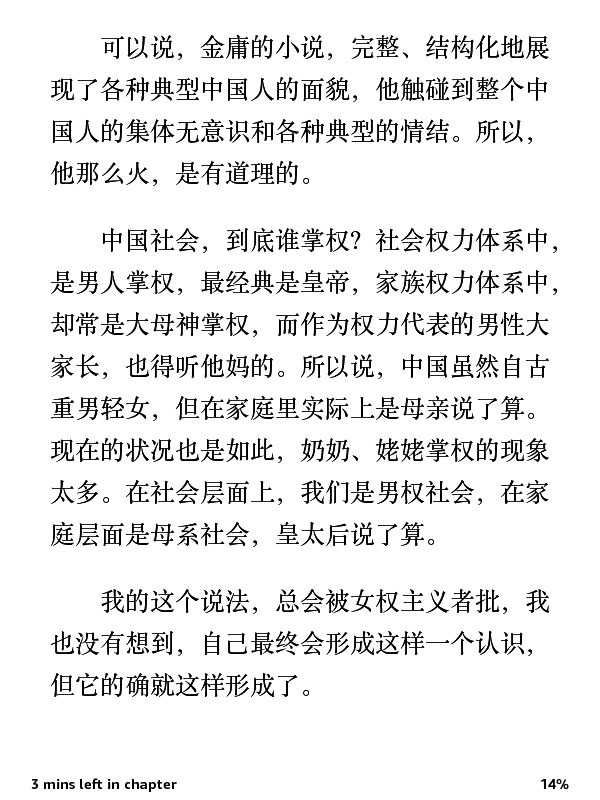 可以说，金庸的小说，完整、结构化地展
现了各种典型中国人的面貌，他触碰到整个中
国人的集体无意识和各种典型的情结。所以，
他那么火，是有道理的。
中国社会，到底谁掌权？社会权力体系中，
是男人掌权，最经典是皇帝，家族权力体系中，
却常是大母神掌权，而作为权力代表的男性大
家长，也得听他妈的。所以说，中国虽然自古
重男轻女，但在家庭里实际上是母亲说了算。
现在的状况也是如此，奶奶、姥姥掌权的现象
太多。在社会层面上，我们是男权社会，在家
庭层面是母系社会，皇太后说了算。
我的这个说法，总会被女权主义者批，我
也没有想到，自己最终会形成这样一个认识，
但它的确就这样形成了。
3 mins left in chapter 14%